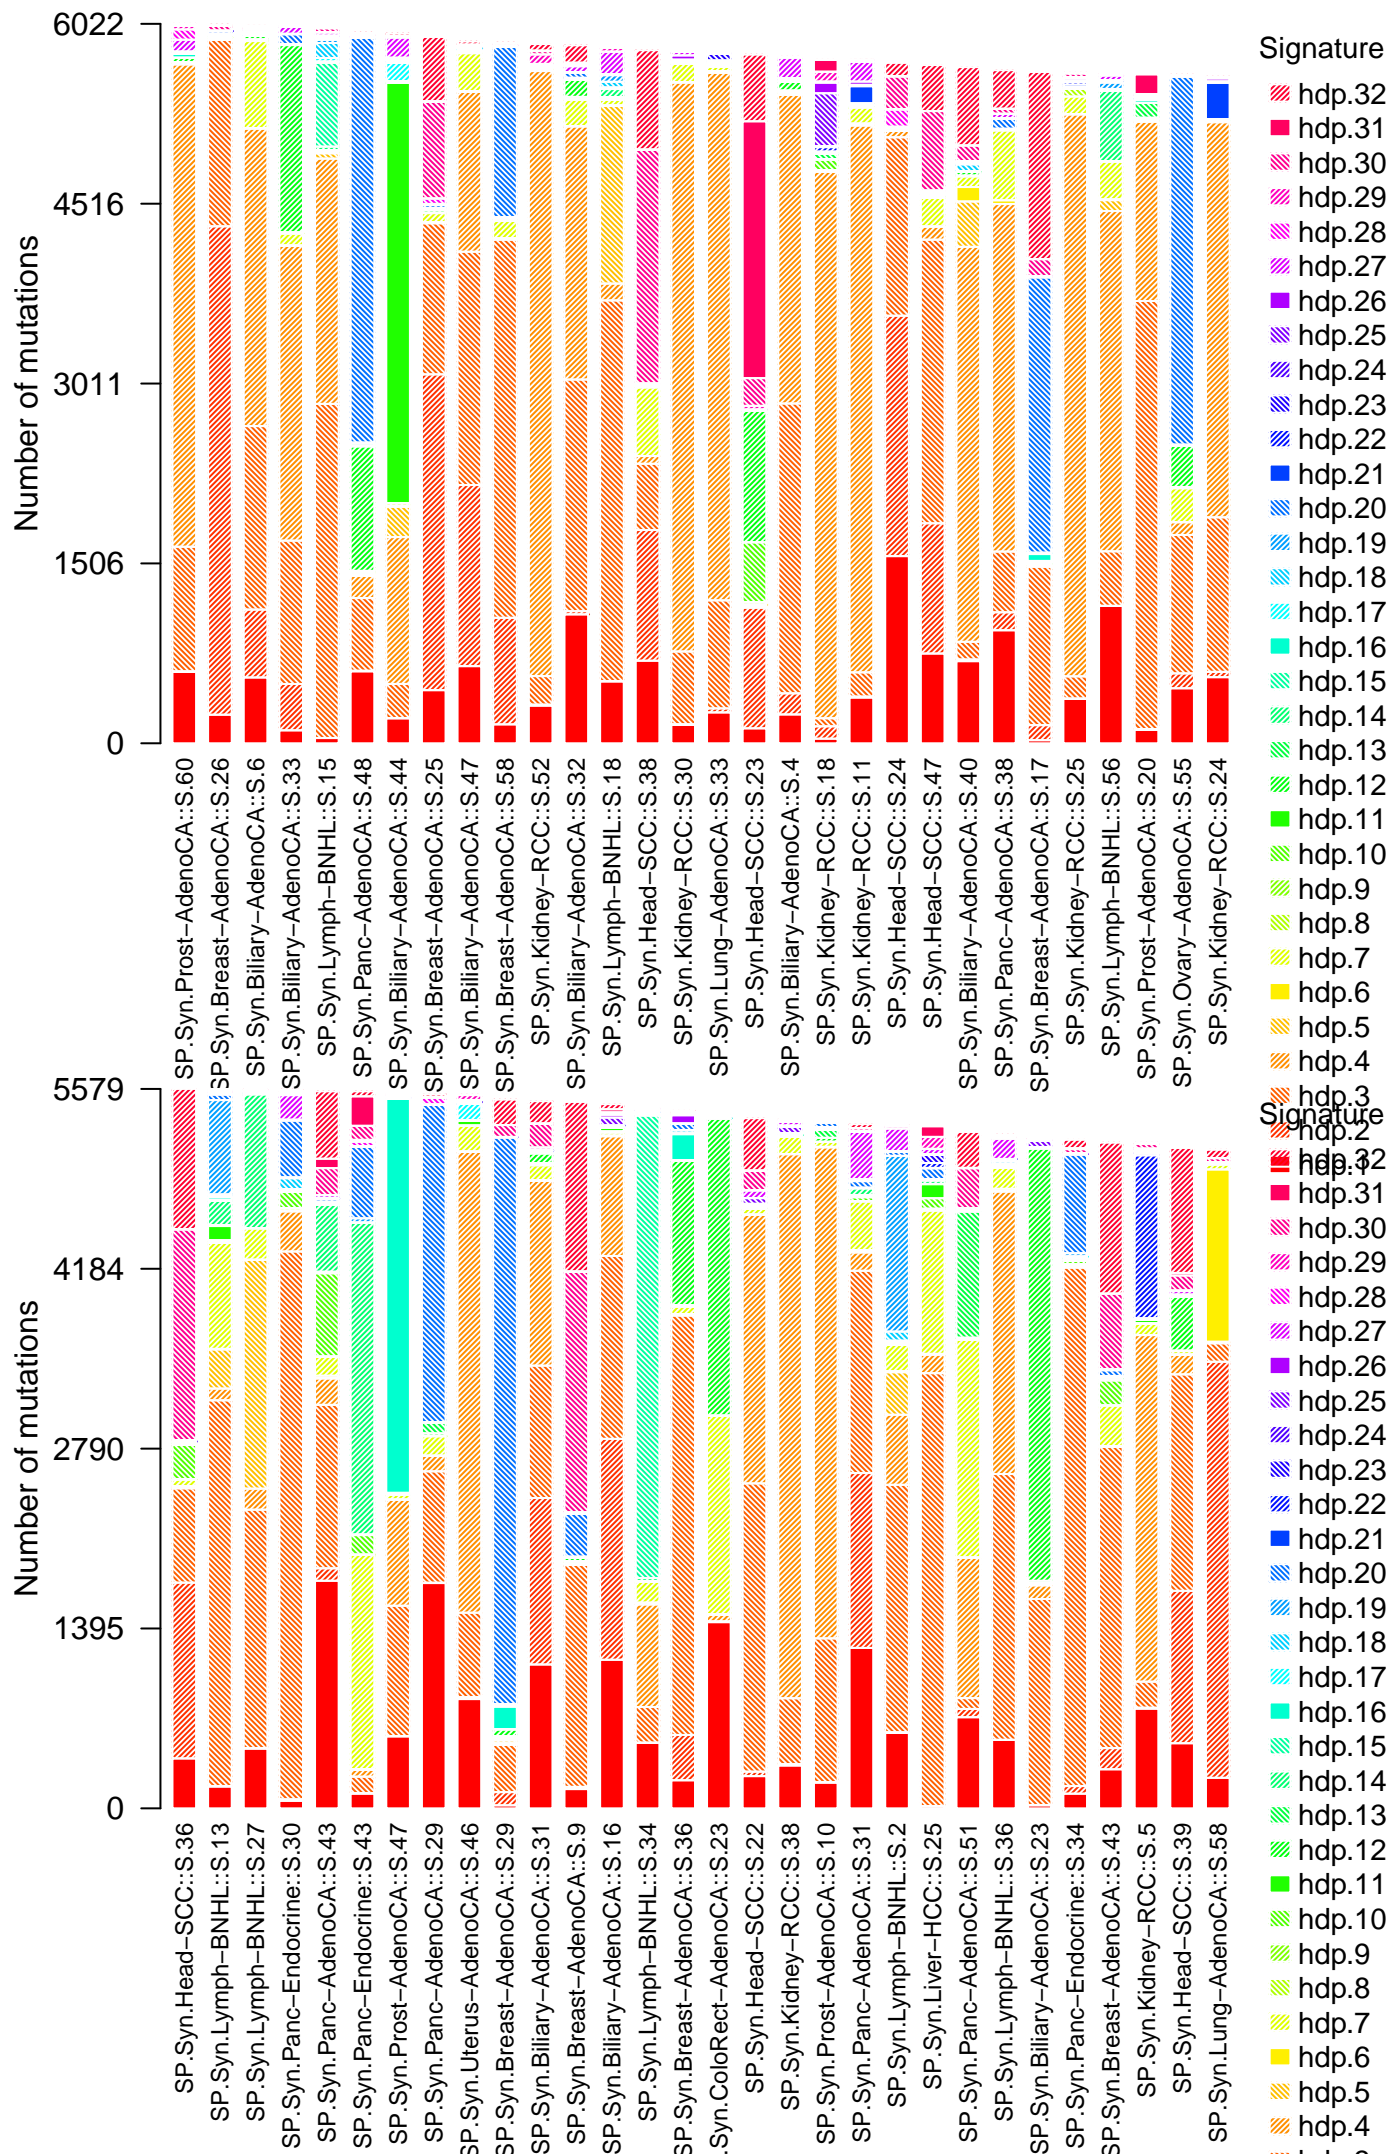 6022
4516
3011
1506
0
Number of mutations
SP.Syn.Prost−AdenoCA::S.60
SP.Syn.Breast−AdenoCA::S.26
SP.Syn.Biliary−AdenoCA::S.6
SP.Syn.Biliary−AdenoCA::S.33
SP.Syn.Lymph−BNHL::S.15
SP.Syn.Panc−AdenoCA::S.48
SP.Syn.Biliary−AdenoCA::S.44
SP.Syn.Breast−AdenoCA::S.25
SP.Syn.Biliary−AdenoCA::S.47
SP.Syn.Breast−AdenoCA::S.58
SP.Syn.Kidney−RCC::S.52
SP.Syn.Biliary−AdenoCA::S.32
SP.Syn.Lymph−BNHL::S.18
SP.Syn.Head−SCC::S.38
SP.Syn.Kidney−RCC::S.30
SP.Syn.Lung−AdenoCA::S.33
SP.Syn.Head−SCC::S.23
SP.Syn.Biliary−AdenoCA::S.4
SP.Syn.Kidney−RCC::S.18
SP.Syn.Kidney−RCC::S.11
SP.Syn.Head−SCC::S.24
SP.Syn.Head−SCC::S.47
SP.Syn.Biliary−AdenoCA::S.40
SP.Syn.Panc−AdenoCA::S.38
SP.Syn.Breast−AdenoCA::S.17
SP.Syn.Kidney−RCC::S.25
SP.Syn.Lymph−BNHL::S.56
SP.Syn.Prost−AdenoCA::S.20
SP.Syn.Ovary−AdenoCA::S.55
SP.Syn.Kidney−RCC::S.24
Signature
hdp.32
hdp.31
hdp.30
hdp.29
hdp.28
hdp.27
hdp.26
hdp.25
hdp.24
hdp.23
hdp.22
hdp.21
hdp.20
hdp.19
hdp.18
hdp.17
hdp.16
hdp.15
hdp.14
hdp.13
hdp.12
hdp.11
hdp.10
hdp.9
hdp.8
hdp.7
hdp.6
hdp.5
hdp.4
hdp.3
hdp.2
hdp.1
5579
4184
2790
1395
0
Number of mutations
SP.Syn.Head−SCC::S.36
SP.Syn.Lymph−BNHL::S.13
SP.Syn.Lymph−BNHL::S.27
SP.Syn.Panc−Endocrine::S.30
SP.Syn.Panc−AdenoCA::S.43
SP.Syn.Panc−Endocrine::S.43
SP.Syn.Prost−AdenoCA::S.47
SP.Syn.Panc−AdenoCA::S.29
SP.Syn.Uterus−AdenoCA::S.46
SP.Syn.Breast−AdenoCA::S.29
SP.Syn.Biliary−AdenoCA::S.31
SP.Syn.Breast−AdenoCA::S.9
SP.Syn.Biliary−AdenoCA::S.16
SP.Syn.Lymph−BNHL::S.34
SP.Syn.Breast−AdenoCA::S.36
.Syn.ColoRect−AdenoCA::S.23
SP.Syn.Head−SCC::S.22
SP.Syn.Kidney−RCC::S.38
SP.Syn.Prost−AdenoCA::S.10
SP.Syn.Panc−AdenoCA::S.31
SP.Syn.Lymph−BNHL::S.2
SP.Syn.Liver−HCC::S.25
SP.Syn.Panc−AdenoCA::S.51
SP.Syn.Lymph−BNHL::S.36
SP.Syn.Biliary−AdenoCA::S.23
SP.Syn.Panc−Endocrine::S.34
SP.Syn.Breast−AdenoCA::S.43
SP.Syn.Kidney−RCC::S.5
SP.Syn.Head−SCC::S.39
SP.Syn.Lung−AdenoCA::S.58
Signature
hdp.32
hdp.31
hdp.30
hdp.29
hdp.28
hdp.27
hdp.26
hdp.25
hdp.24
hdp.23
hdp.22
hdp.21
hdp.20
hdp.19
hdp.18
hdp.17
hdp.16
hdp.15
hdp.14
hdp.13
hdp.12
hdp.11
hdp.10
hdp.9
hdp.8
hdp.7
hdp.6
hdp.5
hdp.4